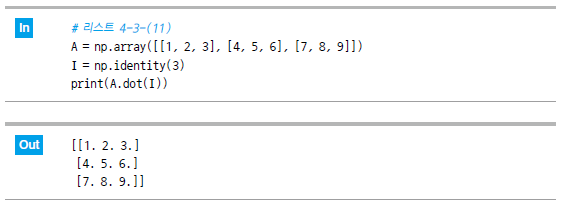 In
# 리스트 4-3-(11)
A = np.array([[1, 2, 3], [4, 5, 6], [7, 8, 9]])
I = np.identity(3)
print(A.dot(I))
Out
[[1. 2. 3.]
[4. 5. 6.]
[7. 8. 9.]]